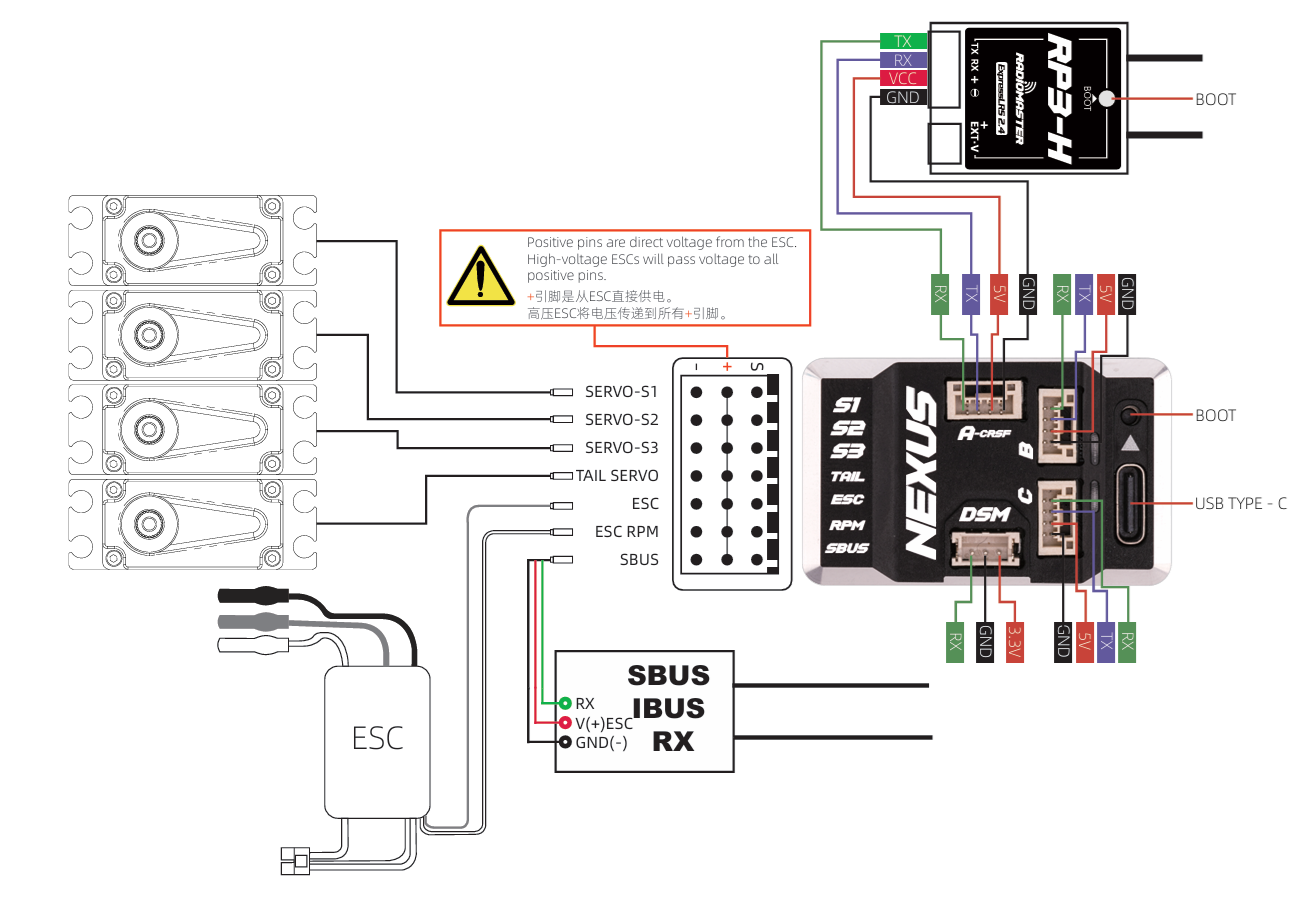 TX
RX
VCC
GND
TX RX + ⊖
+
EXT-V
ExpressLRS 2.4
RADIOMASTER
RP3-H
BOOT
BOOT
Positive pins are direct voltage from the ESC.
High-voltage ESCs will pass voltage to all
positive pins.
+引脚是从ESC直接供电。
高压ESC将电压传递到所有+引脚。
RX
TX
5V
GND
RX
TX
5V
GND
- + S
SERVO-S1
SERVO-S2
SERVO-S3
TAIL SERVO
ESC
ESC RPM
SBUS
S1
S2
S3
TAIL
ESC
RPM
SBUS
NEXUS
A-CRSF
B
C
DSM
BOOT
USB TYPE - C
RX
GND
3.3V
GND
5V
TX
RX
ESC
SBUS
IBUS
RX
RX
V(+)ESC
GND(-)